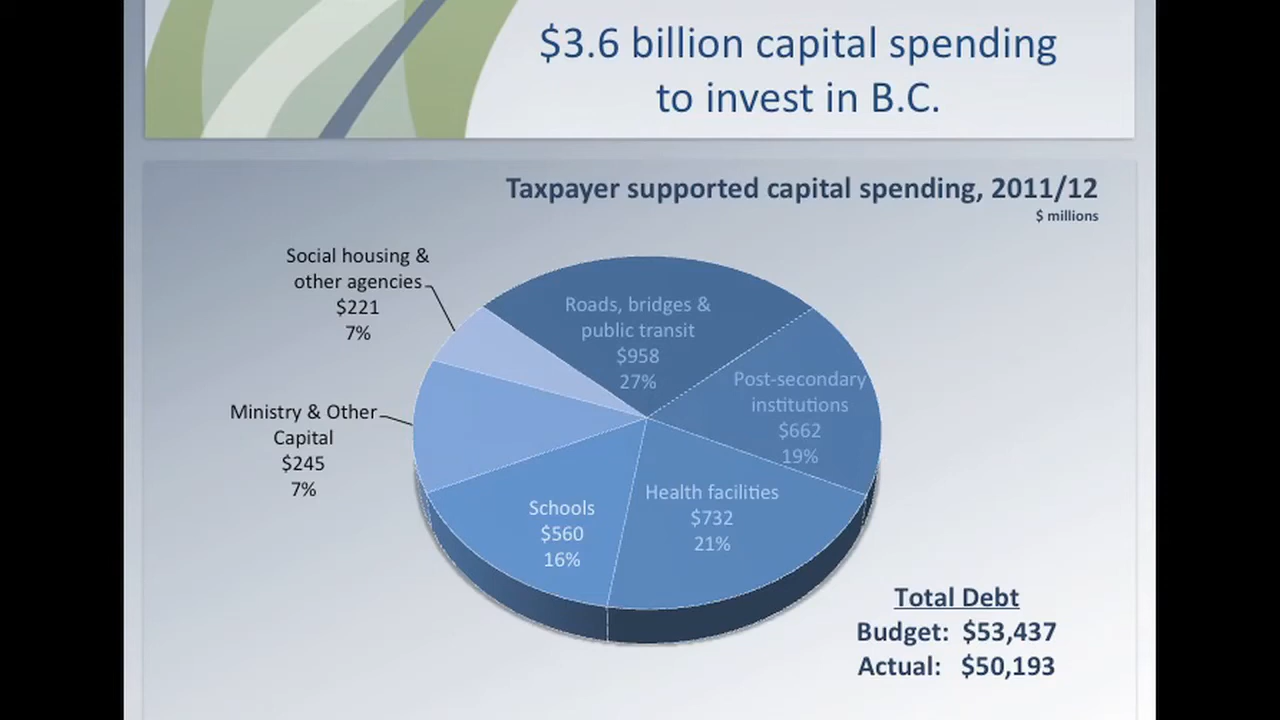 $3.6 billion capital spending
to invest in B.C.
Taxpayer supported capital spending, 2011/12
$ millions
Social housing &
other agencies
$221
7%
Roads, bridges &
public transit
$958
27%
Post-secondary
institutions
$662
19%
Ministry & Other
Capital
$245
7%
Schools
$560
16%
Health facilities
$732
21%
Total Debt
Budget: $53,437
Actual: $50,193